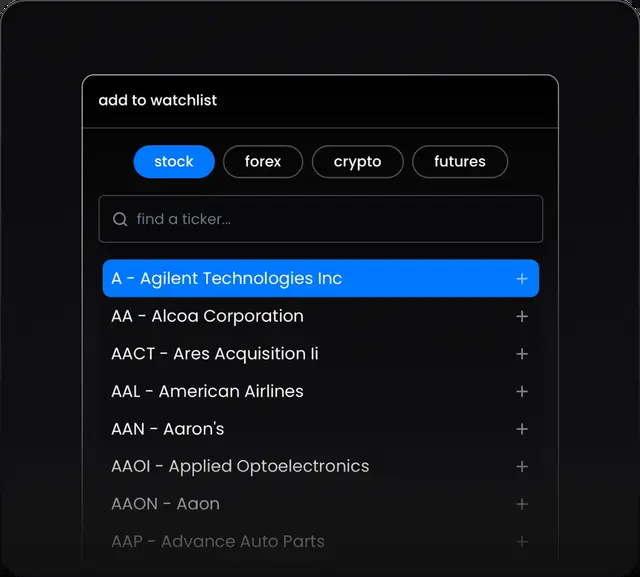 add to watchlist
stock forex crypto futures
find a ticker...
A - Agilent Technologies Inc +
AA - Alcoa Corporation +
AACT - Ares Acquisition Ii +
AAL - American Airlines +
AAN - Aaron's +
AAOI - Applied Optoelectronics +
AAON - Aaon +
AAP - Advance Auto Parts +